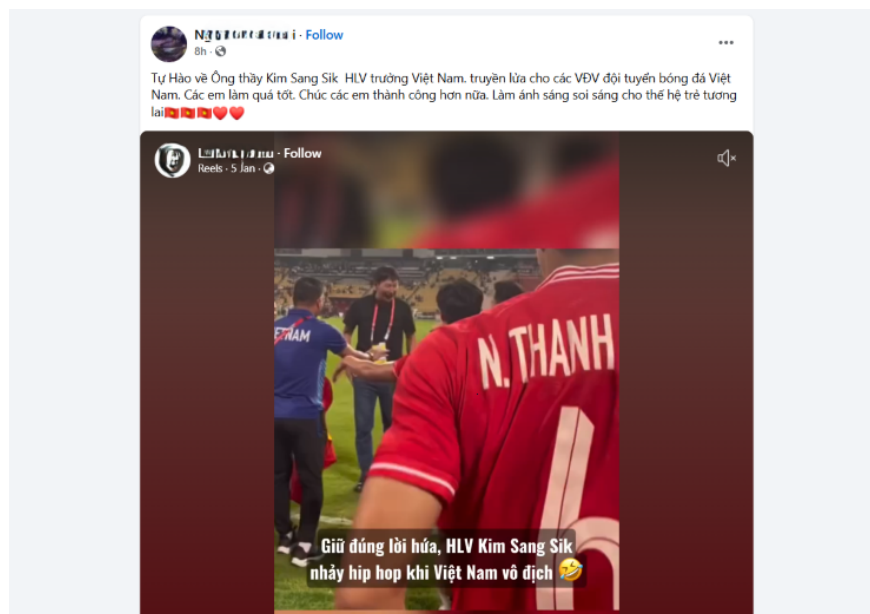 Follow
8h
Tự Hào về Ông thầy Kim Sang Sik HLV trưởng Việt Nam. truyền lửa cho các VĐV đội tuyển bóng đá Việt
Nam. Các em làm quá tốt. Chúc các em thành công hơn nữa. Làm ánh sáng soi sáng cho thế hệ trẻ tương
lai🇻🇳🇻🇳🇻🇳❤️❤️
Follow
Reels · 5 Jan
N. THANH
Giữ đúng lời hứa, HLV Kim Sang Sik
nhảy hip hop khi Việt Nam vô địch 🤣